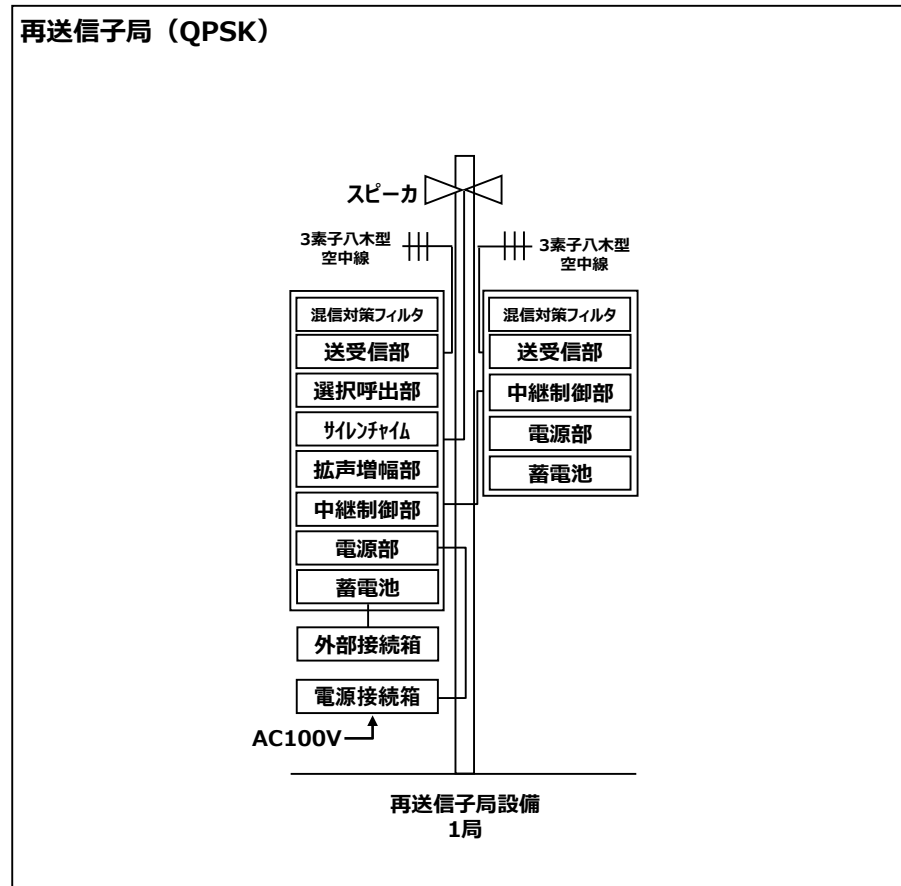 再送信子局（QPSK）
スピーカ
3素子八木型
空中線
3素子八木型
空中線
混信対策フィルタ
送受信部
選択呼出部
ｻｲﾚﾝﾁｬｲﾑ
拡声増幅部
中継制御部
電源部
蓄電池
外部接続箱
電源接続箱
AC100V
混信対策フィルタ
送受信部
中継制御部
電源部
蓄電池
再送信子局設備
1局